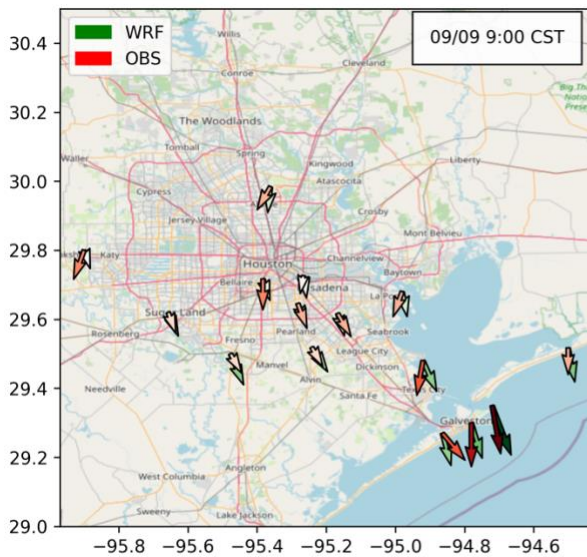 30.4
30.2
30.0
29.8
29.6
29.4
29.2
29.0
−95.8
−95.6
−95.4
−95.2
−95.0
−94.8
−94.6
WRF
OBS
09/09 9:00 CST
Willis
Conroe
Cleveland
The Woodlands
Tomball
Spring
Kingwood
Waller
Atascocita
Liberty
Cypress
Crosby
Jersey Village
Mont Belvieu
Katy
Houston
Channelview
Bellaire
Baytown
Sugar Land
Pearland
Seabrook
Rosenberg
Fresno
League City
Manvel
Dickinson
Alvin
Needville
Santa Fe
Texas City
Galveston
Angleton
West Columbia
Sweeny
Lake Jackson